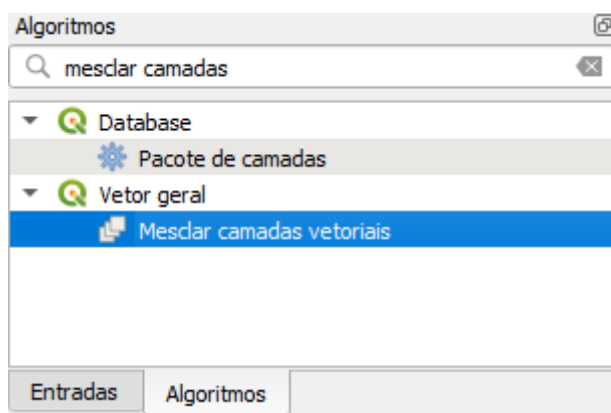 Algoritmos
mesclar camadas
Database
Pacote de camadas
Vetor geral
Mesclar camadas vetoriais
Entradas
Algoritmos